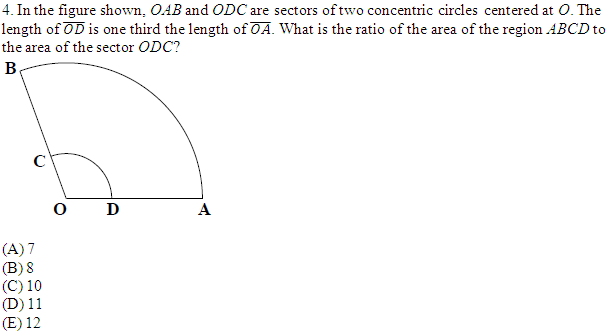 4. In the figure shown, OAB and ODC are sectors of two concentric circles centered at O. The
length of OD is one third the length of OA. What is the ratio of the area of the region ABCD to
the area of the sector ODC?
B
C
O D A
(A) 7
(B) 8
(C) 10
(D) 11
(E) 12